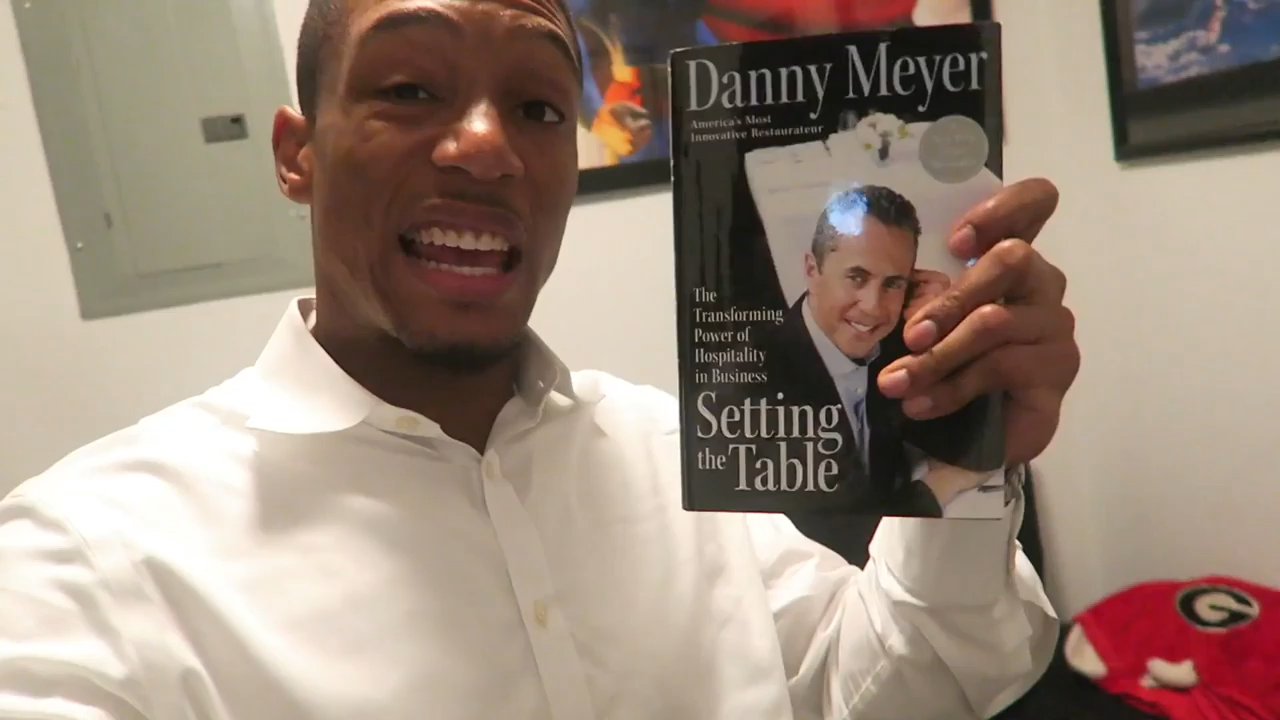 Danny Meyer
America's Most
Innovative Restaurateur
The
Transforming
Power of
Hospitality
in Business
Setting
the Table
G